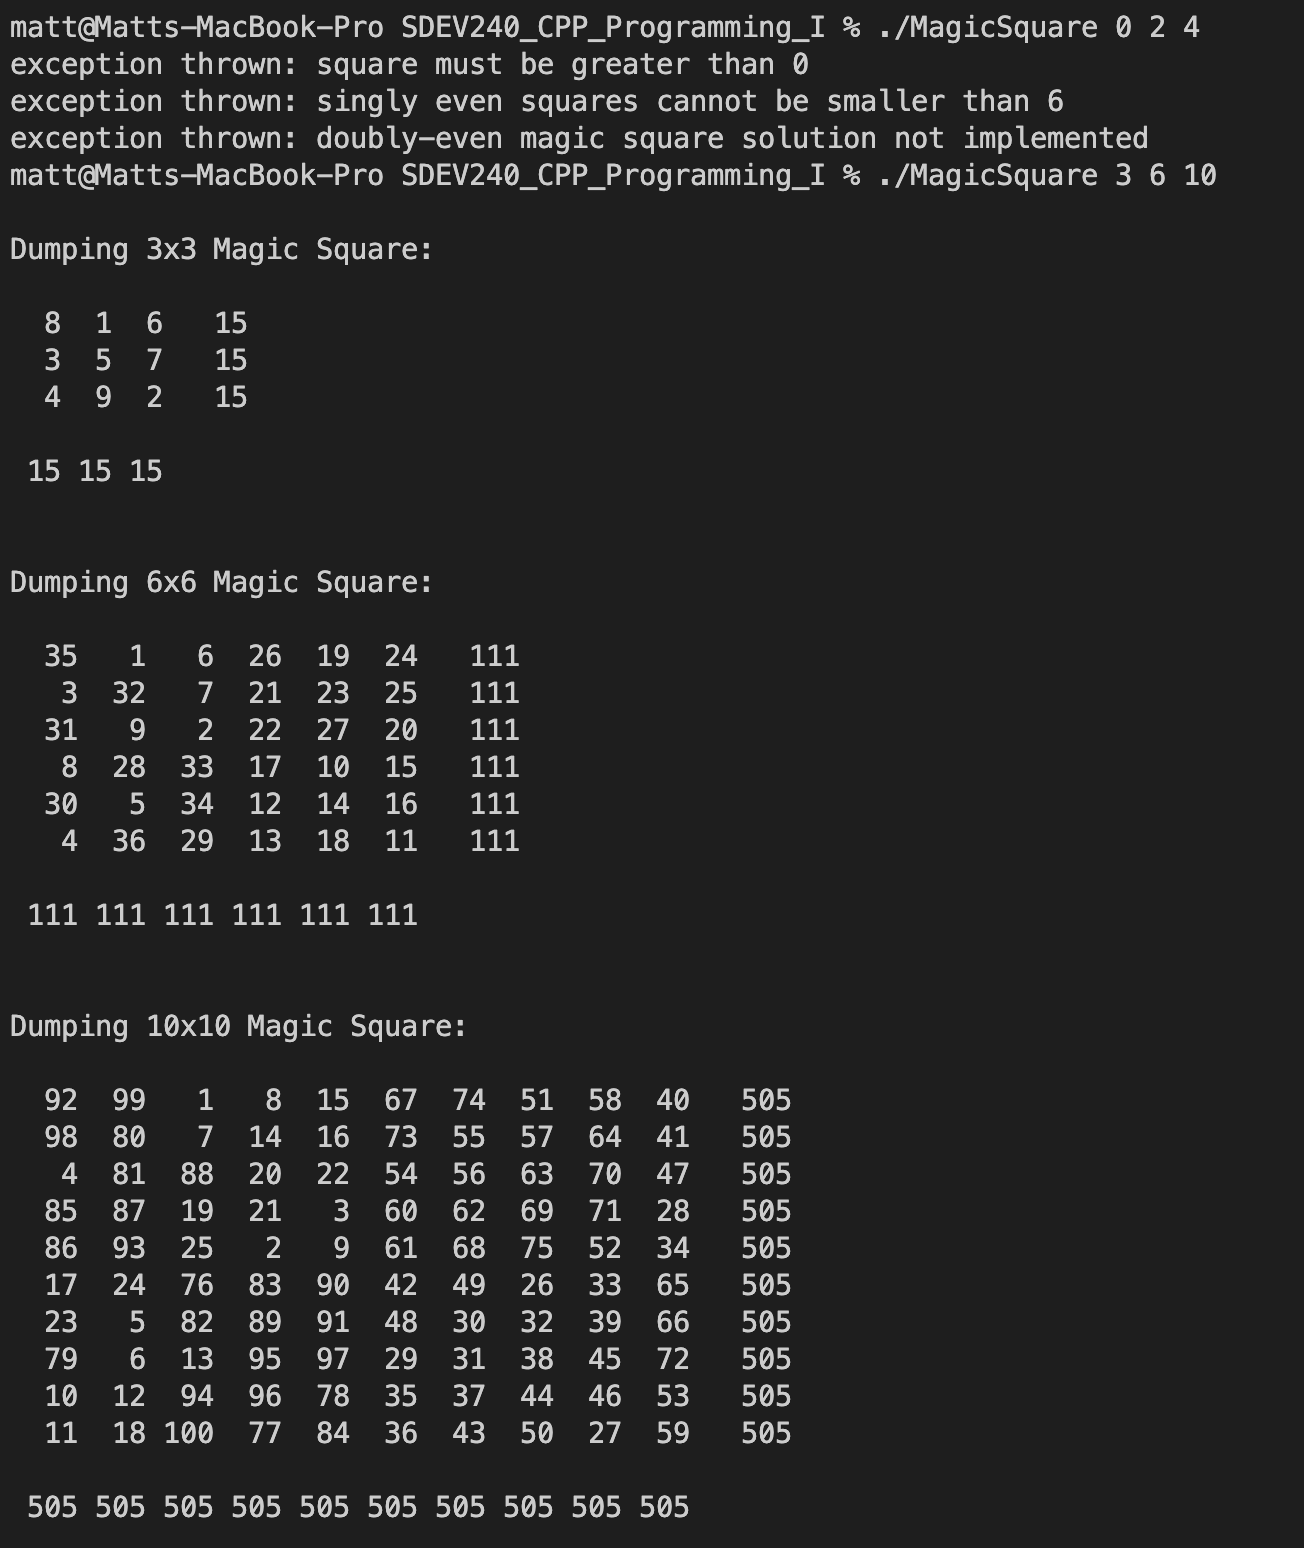 matt@Matts-MacBook-Pro SDEV240_CPP_Programming_I % ./MagicSquare 0 2 4
exception thrown: square must be greater than 0
exception thrown: singly even squares cannot be smaller than 6
exception thrown: doubly-even magic square solution not implemented
matt@Matts-MacBook-Pro SDEV240_CPP_Programming_I % ./MagicSquare 3 6 10
Dumping 3x3 Magic Square:
8 1 6 15
3 5 7 15
4 9 2 15
15 15 15
Dumping 6x6 Magic Square:
35 1 6 26 19 24 111
3 32 7 21 23 25 111
31 9 2 22 27 20 111
8 28 33 17 10 15 111
30 5 34 12 14 16 111
4 36 29 13 18 11 111
111 111 111 111 111 111
Dumping 10x10 Magic Square:
92 99 1 8 15 67 74 51 58 40 505
98 80 7 14 16 73 55 57 64 41 505
4 81 88 20 22 54 56 63 70 47 505
85 87 19 21 3 60 62 69 71 28 505
86 93 25 2 9 61 68 75 52 34 505
17 24 76 83 90 42 49 26 33 65 505
23 5 82 89 91 48 30 32 39 66 505
79 6 13 95 97 29 31 38 45 72 505
10 12 94 96 78 35 37 44 46 53 505
11 18 100 77 84 36 43 50 27 59 505
505 505 505 505 505 505 505 505 505 505